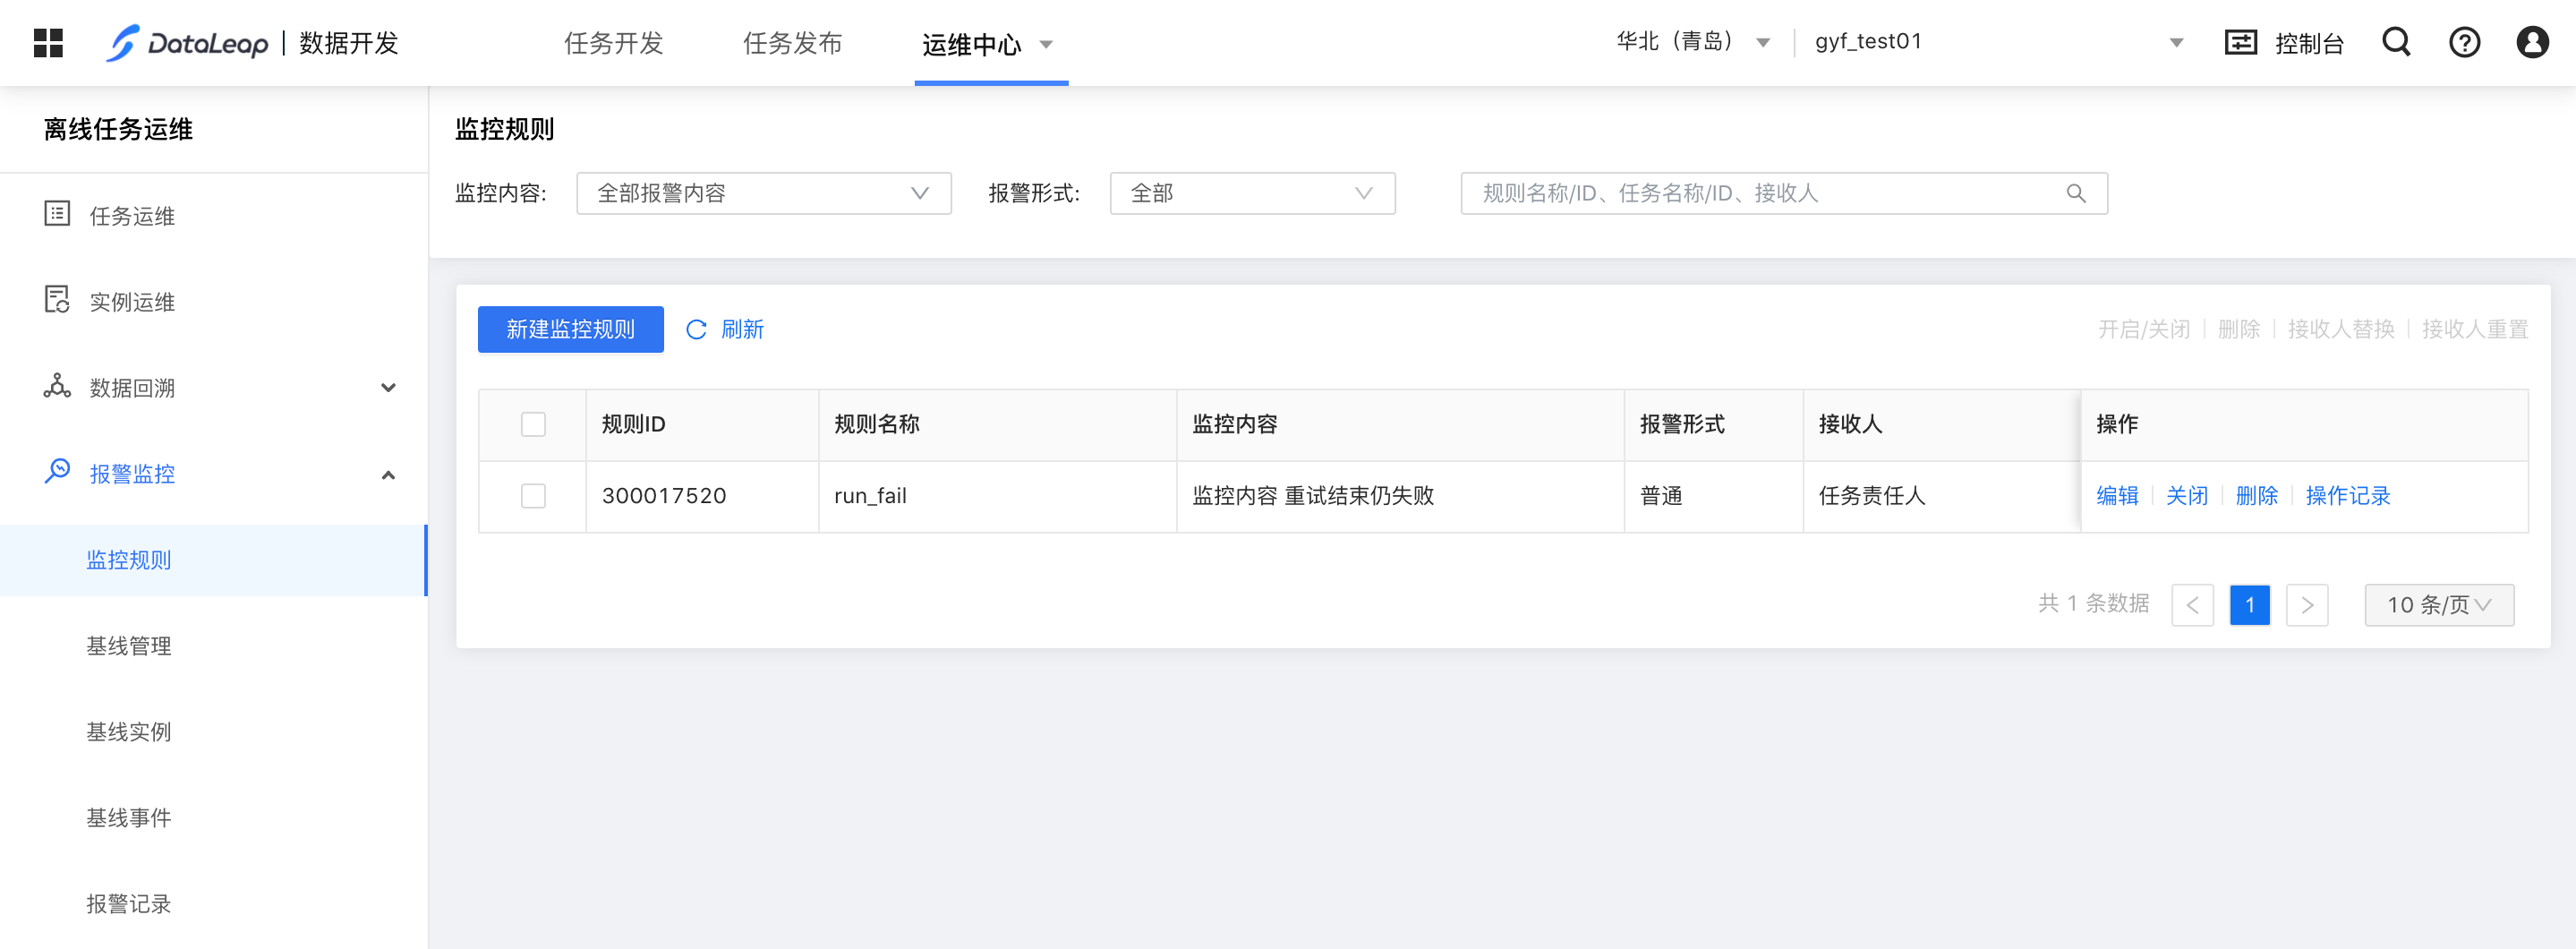 DataLeap | 数据开发 任务开发 任务发布 运维中心 华北（青岛） gyf_test01 控制台
离线任务运维
任务运维
实例运维
数据回溯
报警监控
监控规则
基线管理
基线实例
基线事件
报警记录
监控规则
监控内容: 全部报警内容 报警形式: 全部 规则名称/ID、任务名称/ID、接收人
新建监控规则 刷新 开启/关闭 | 删除 | 接收人替换 | 接收人重置
规则ID 规则名称 监控内容 报警形式 接收人 操作
300017520 run_fail 监控内容 重试结束仍失败 普通 任务责任人 编辑 | 关闭 | 删除 | 操作记录
共 1 条数据 < 1 > 10 条/页